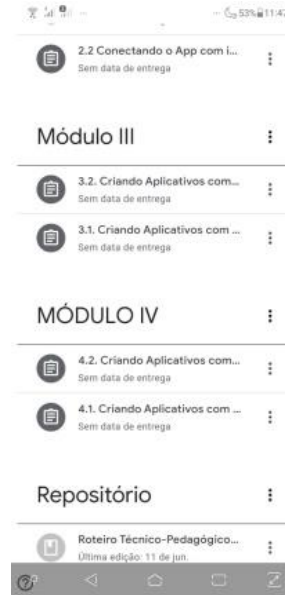 53% 11:47
2.2 Conectando o App com i...
Sem data de entrega
Módulo III
3.2. Criando Aplicativos com...
Sem data de entrega
3.1. Criando Aplicativos com ...
Sem data de entrega
MÓDULO IV
4.2. Criando Aplicativos com...
Sem data de entrega
4.1. Criando Aplicativos com ...
Sem data de entrega
Repositório
Roteiro Técnico-Pedagógico...
Última edição: 11 de jun.